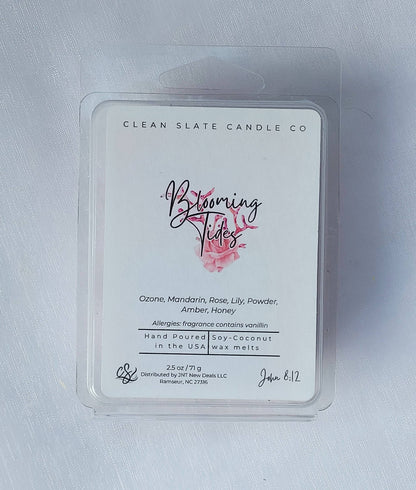 CLEAN SLATE CANDLE CO
Blooming
Tides
Ozone, Mandarin, Rose, Lily, Powder,
Amber, Honey
Allergies: fragrance contains vanillin
Hand Poured Soy-Coconut
in the USA wax melts
2.5 oz / 71 g
Distributed by JNT New Deals LLC
Ramseur, NC 27316
John 8:12